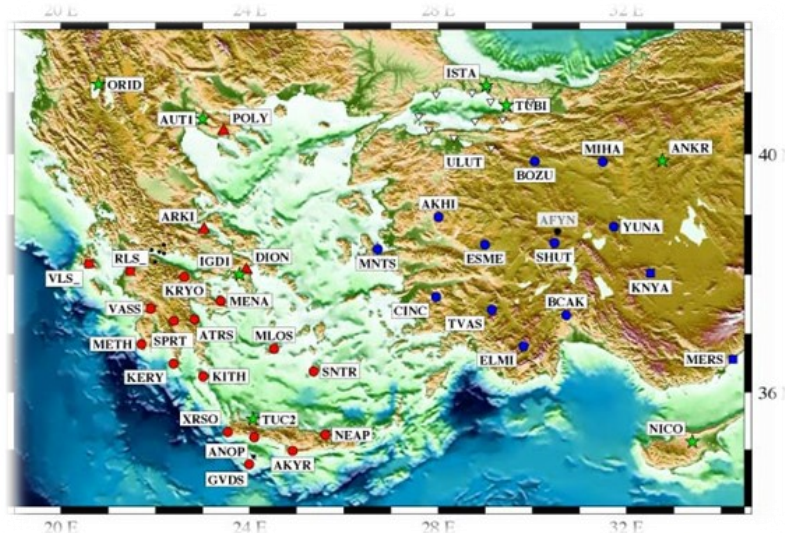 20 E 24 E 28 E 32 E
ORID
ISTA
TUBI
AUT1 POLY
ULUT
MIHA
ANKR
40 N
BOZU
ARKI
AKHI
AFYN
YUNA
RLS_
IGD1
DION
MNTS
ESME
SHUT
VLS_
KRYO
KNYA
MENA
VASS
CINC
BCAK
METH
SPRT
ATRS
MLOS
TVAS
ELMI
MERS
KERY
KITH
SNTR
36 N
XRSO
TUC2
NEAP
NICO
ANOP
AKYR
GVDS
20 E 24 E 28 E 32 E